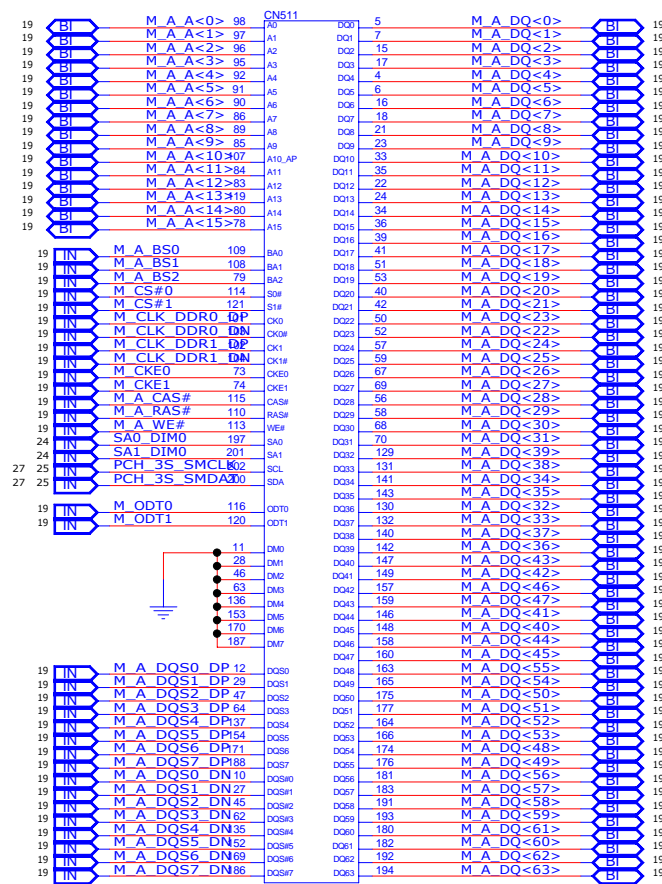 CN511
19 BI M_A_A<0> 98 A0
19 BI M_A_A<1> 97 A1
19 BI M_A_A<2> 96 A2
19 BI M_A_A<3> 95 A3
19 BI M_A_A<4> 92 A4
19 BI M_A_A<5> 91 A5
19 BI M_A_A<6> 90 A6
19 BI M_A_A<7> 86 A7
19 BI M_A_A<8> 89 A8
19 BI M_A_A<9> 85 A9
19 BI M_A_A<10> 107 A10_AP
19 BI M_A_A<11> 84 A11
19 BI M_A_A<12> 83 A12
19 BI M_A_A<13> 119 A13
19 BI M_A_A<14> 80 A14
19 BI M_A_A<15> 78 A15
19 IN M_A_BS0 109 BA0
19 IN M_A_BS1 108 BA1
19 IN M_A_BS2 79 BA2
19 IN M_CS#0 114 S0#
19 IN M_CS#1 121 S1#
19 IN M_CLK_DDR0_DP 101 CK0
19 IN M_CLK_DDR0_DN 103 CK0#
19 IN M_CLK_DDR1_DP 102 CK1
19 IN M_CLK_DDR1_DN 104 CK1#
19 IN M_CKE0 73 CKE0
19 IN M_CKE1 74 CKE1
19 IN M_A_CAS# 115 CAS#
19 IN M_A_RAS# 110 RAS#
19 IN M_A_WE# 113 WE#
24 IN SA0_DIM0 197 SA0
24 IN SA1_DIM0 201 SA1
27 25 IN PCH_3S_SMCLK 202 SCL
27 25 IN PCH_3S_SMDAT 200 SDA
19 IN M_ODT0 116 ODT0
19 IN M_ODT1 120 ODT1
11 DM0
28 DM1
46 DM2
63 DM3
136 DM4
153 DM5
170 DM6
187 DM7
19 IN M_A_DQS0_DP 12 DQS0
19 IN M_A_DQS1_DP 29 DQS1
19 IN M_A_DQS2_DP 47 DQS2
19 IN M_A_DQS3_DP 64 DQS3
19 IN M_A_DQS4_DP 137 DQS4
19 IN M_A_DQS5_DP 154 DQS5
19 IN M_A_DQS6_DP 171 DQS6
19 IN M_A_DQS7_DP 188 DQS7
19 IN M_A_DQS0_DN 10 DQS#0
19 IN M_A_DQS1_DN 27 DQS#1
19 IN M_A_DQS2_DN 45 DQS#2
19 IN M_A_DQS3_DN 62 DQS#3
19 IN M_A_DQS4_DN 135 DQS#4
19 IN M_A_DQS5_DN 152 DQS#5
19 IN M_A_DQS6_DN 169 DQS#6
19 IN M_A_DQS7_DN 186 DQS#7
DQ0 5 M_A_DQ<0> BI 19
DQ1 7 M_A_DQ<1> BI 19
DQ2 15 M_A_DQ<2> BI 19
DQ3 17 M_A_DQ<3> BI 19
DQ4 4 M_A_DQ<4> BI 19
DQ5 6 M_A_DQ<5> BI 19
DQ6 16 M_A_DQ<6> BI 19
DQ7 18 M_A_DQ<7> BI 19
DQ8 21 M_A_DQ<8> BI 19
DQ9 23 M_A_DQ<9> BI 19
DQ10 33 M_A_DQ<10> BI 19
DQ11 35 M_A_DQ<11> BI 19
DQ12 22 M_A_DQ<12> BI 19
DQ13 24 M_A_DQ<13> BI 19
DQ14 34 M_A_DQ<14> BI 19
DQ15 36 M_A_DQ<15> BI 19
DQ16 39 M_A_DQ<16> BI 19
DQ17 41 M_A_DQ<17> BI 19
DQ18 51 M_A_DQ<18> BI 19
DQ19 53 M_A_DQ<19> BI 19
DQ20 40 M_A_DQ<20> BI 19
DQ21 42 M_A_DQ<21> BI 19
DQ22 50 M_A_DQ<23> BI 19
DQ23 52 M_A_DQ<22> BI 19
DQ24 57 M_A_DQ<24> BI 19
DQ25 59 M_A_DQ<25> BI 19
DQ26 67 M_A_DQ<26> BI 19
DQ27 69 M_A_DQ<27> BI 19
DQ28 56 M_A_DQ<28> BI 19
DQ29 58 M_A_DQ<29> BI 19
DQ30 68 M_A_DQ<30> BI 19
DQ31 70 M_A_DQ<31> BI 19
DQ32 129 M_A_DQ<39> BI 19
DQ33 131 M_A_DQ<38> BI 19
DQ34 141 M_A_DQ<34> BI 19
DQ35 143 M_A_DQ<35> BI 19
DQ36 130 M_A_DQ<32> BI 19
DQ37 132 M_A_DQ<33> BI 19
DQ38 140 M_A_DQ<37> BI 19
DQ39 142 M_A_DQ<36> BI 19
DQ40 147 M_A_DQ<43> BI 19
DQ41 149 M_A_DQ<42> BI 19
DQ42 157 M_A_DQ<46> BI 19
DQ43 159 M_A_DQ<47> BI 19
DQ44 146 M_A_DQ<41> BI 19
DQ45 148 M_A_DQ<40> BI 19
DQ46 158 M_A_DQ<44> BI 19
DQ47 160 M_A_DQ<45> BI 19
DQ48 163 M_A_DQ<55> BI 19
DQ49 165 M_A_DQ<54> BI 19
DQ50 175 M_A_DQ<50> BI 19
DQ51 177 M_A_DQ<51> BI 19
DQ52 164 M_A_DQ<52> BI 19
DQ53 166 M_A_DQ<53> BI 19
DQ54 174 M_A_DQ<48> BI 19
DQ55 176 M_A_DQ<49> BI 19
DQ56 181 M_A_DQ<56> BI 19
DQ57 183 M_A_DQ<57> BI 19
DQ58 191 M_A_DQ<58> BI 19
DQ59 193 M_A_DQ<59> BI 19
DQ60 180 M_A_DQ<61> BI 19
DQ61 182 M_A_DQ<60> BI 19
DQ62 192 M_A_DQ<62> BI 19
DQ63 194 M_A_DQ<63> BI 19